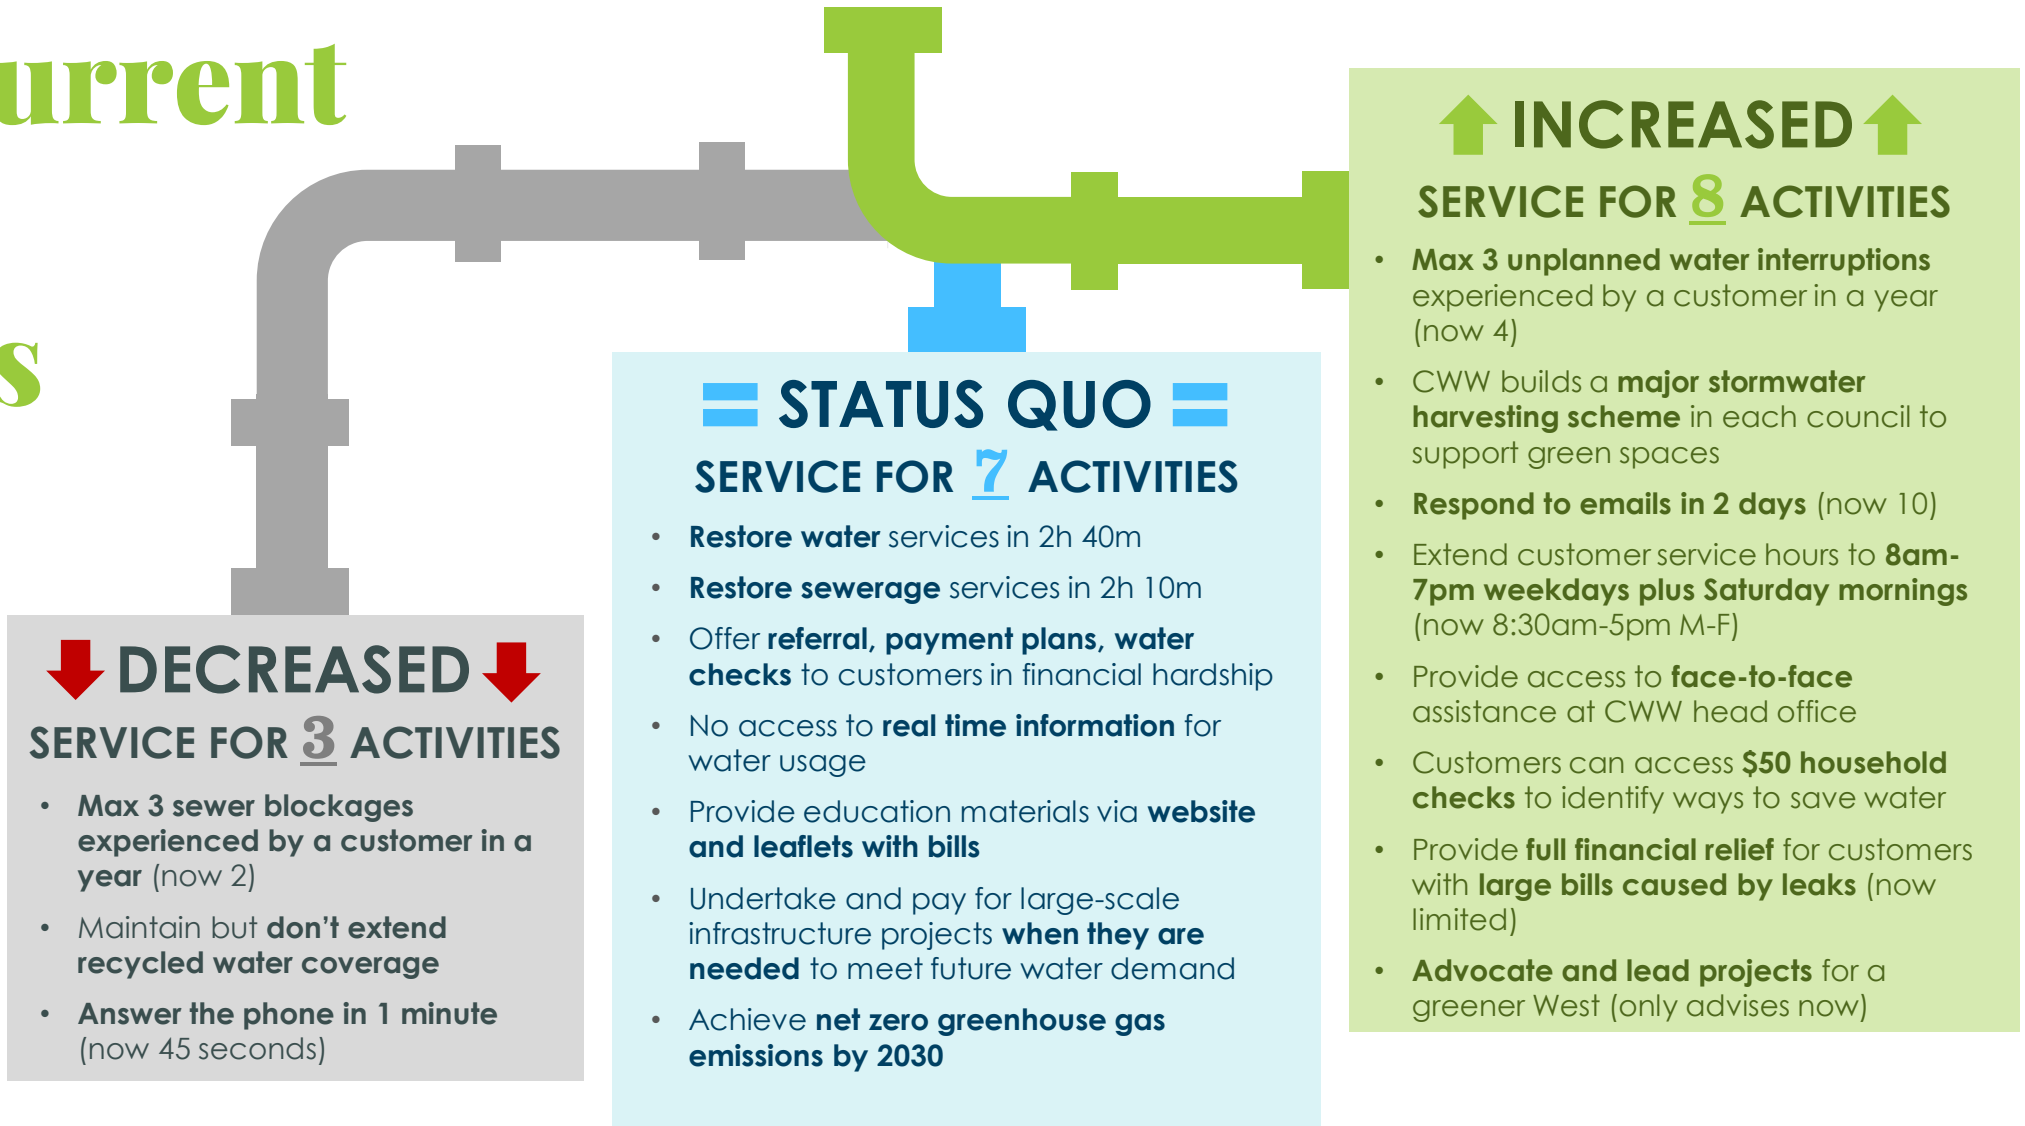 urrent
s
DECREASED
SERVICE FOR 3 ACTIVITIES
• Max 3 sewer blockages
experienced by a customer in a
year (now 2)
• Maintain but don’t extend
recycled water coverage
• Answer the phone in 1 minute
(now 45 seconds)
STATUS QUO
SERVICE FOR 7 ACTIVITIES
• Restore water services in 2h 40m
• Restore sewerage services in 2h 10m
• Offer referral, payment plans, water
checks to customers in financial hardship
• No access to real time information for
water usage
• Provide education materials via website
and leaflets with bills
• Undertake and pay for large-scale
infrastructure projects when they are
needed to meet future water demand
• Achieve net zero greenhouse gas
emissions by 2030
INCREASED
SERVICE FOR 8 ACTIVITIES
• Max 3 unplanned water interruptions
experienced by a customer in a year
(now 4)
• CWW builds a major stormwater
harvesting scheme in each council to
support green spaces
• Respond to emails in 2 days (now 10)
• Extend customer service hours to 8am-
7pm weekdays plus Saturday mornings
(now 8:30am-5pm M-F)
• Provide access to face-to-face
assistance at CWW head office
• Customers can access $50 household
checks to identify ways to save water
• Provide full financial relief for customers
with large bills caused by leaks (now
limited)
• Advocate and lead projects for a
greener West (only advises now)